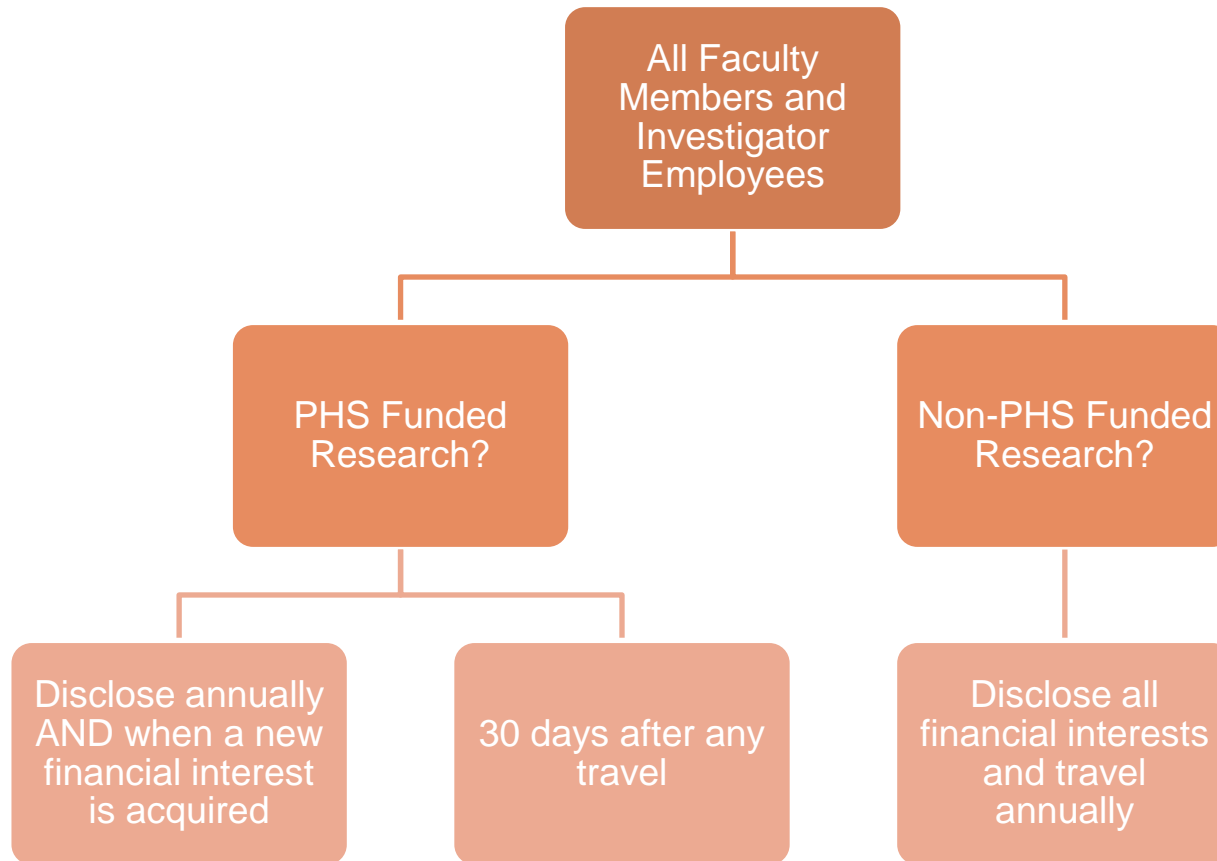 All Faculty
Members and
Investigator
Employees
PHS Funded
Research?
Non-PHS Funded
Research?
Disclose annually
AND when a new
financial interest
is acquired
30 days after any
travel
Disclose all
financial interests
and travel
annually